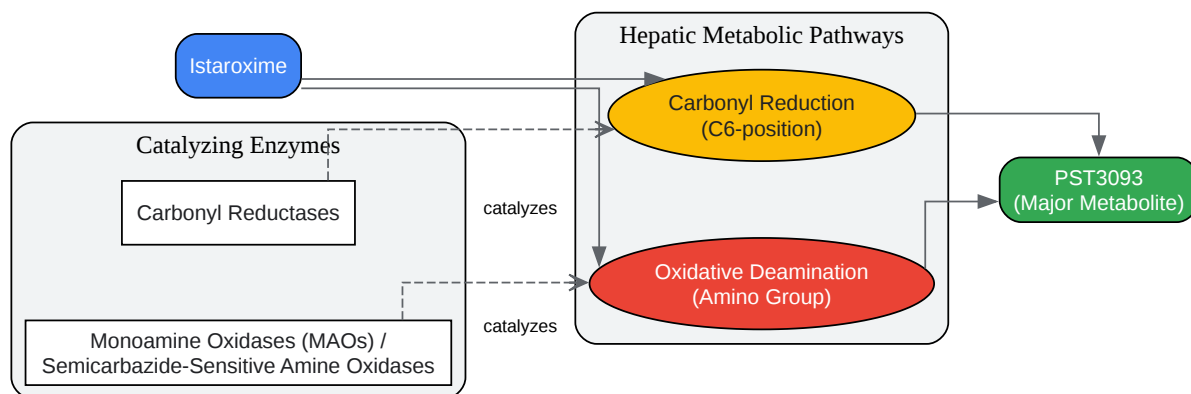 Hepatic Metabolic Pathways
Istaroxime
Carbonyl Reduction
(C6-position)
Catalyzing Enzymes
Carbonyl Reductases
catalyzes
PST3093
(Major Metabolite)
Oxidative Deamination
(Amino Group)
catalyzes
Monoamine Oxidases (MAOs) /
Semicarbazide-Sensitive Amine Oxidases